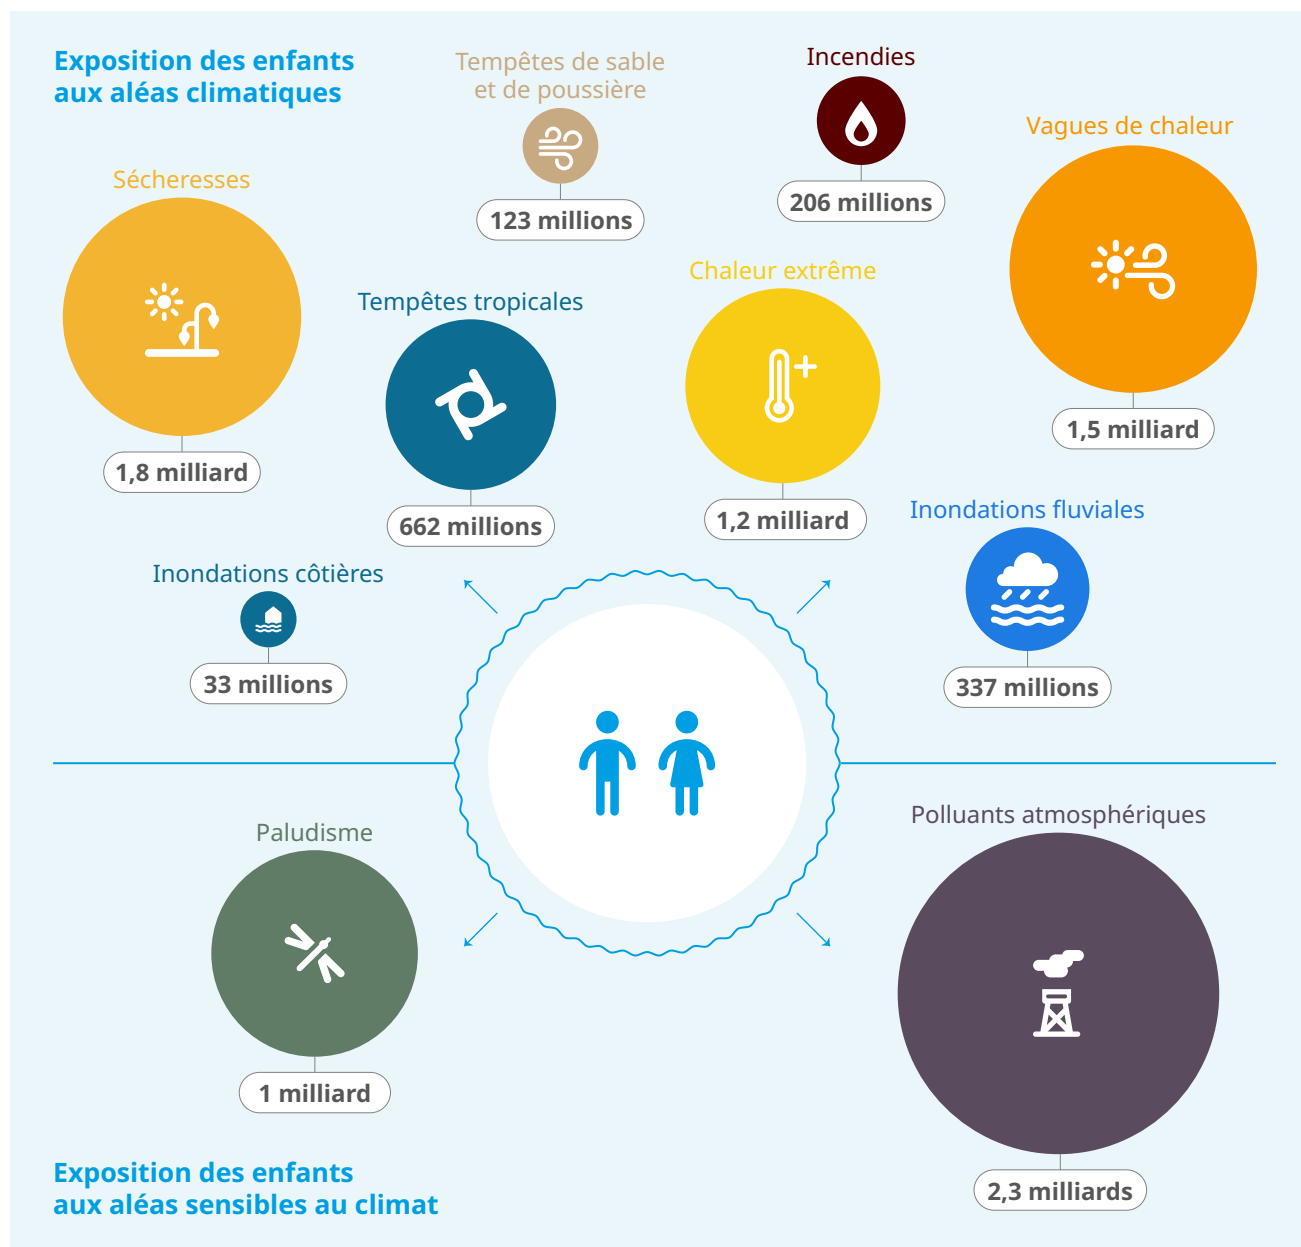 Exposition des enfants
aux aléas climatiques
Tempêtes de sable
et de poussière
123 millions
Incendies
206 millions
Vagues de chaleur
1,5 milliard
Sécheresses
1,8 milliard
Tempêtes tropicales
662 millions
Chaleur extrême
1,2 milliard
Inondations fluviales
337 millions
Inondations côtières
33 millions
Paludisme
1 milliard
Polluants atmosphériques
2,3 milliards
Exposition des enfants
aux aléas sensibles au climat